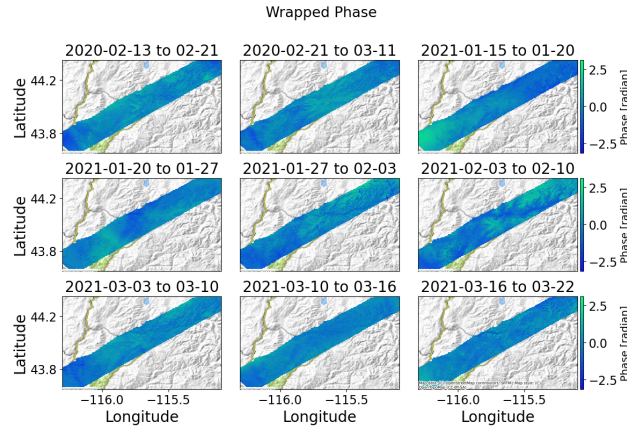 Wrapped Phase
2020-02-13 to 02-21
2020-02-21 to 03-11
2021-01-15 to 01-20
44.2
43.8
Latitude
2.5
0.0
−2.5
Phase [radian]
2021-01-20 to 01-27
2021-01-27 to 02-03
2021-02-03 to 02-10
44.2
43.8
Latitude
2.5
0.0
−2.5
Phase [radian]
2021-03-03 to 03-10
2021-03-10 to 03-16
2021-03-16 to 03-22
44.2
43.8
Latitude
2.5
0.0
−2.5
Phase [radian]
−116.0 −115.5
−116.0 −115.5
−116.0 −115.5
Longitude
Longitude
Longitude